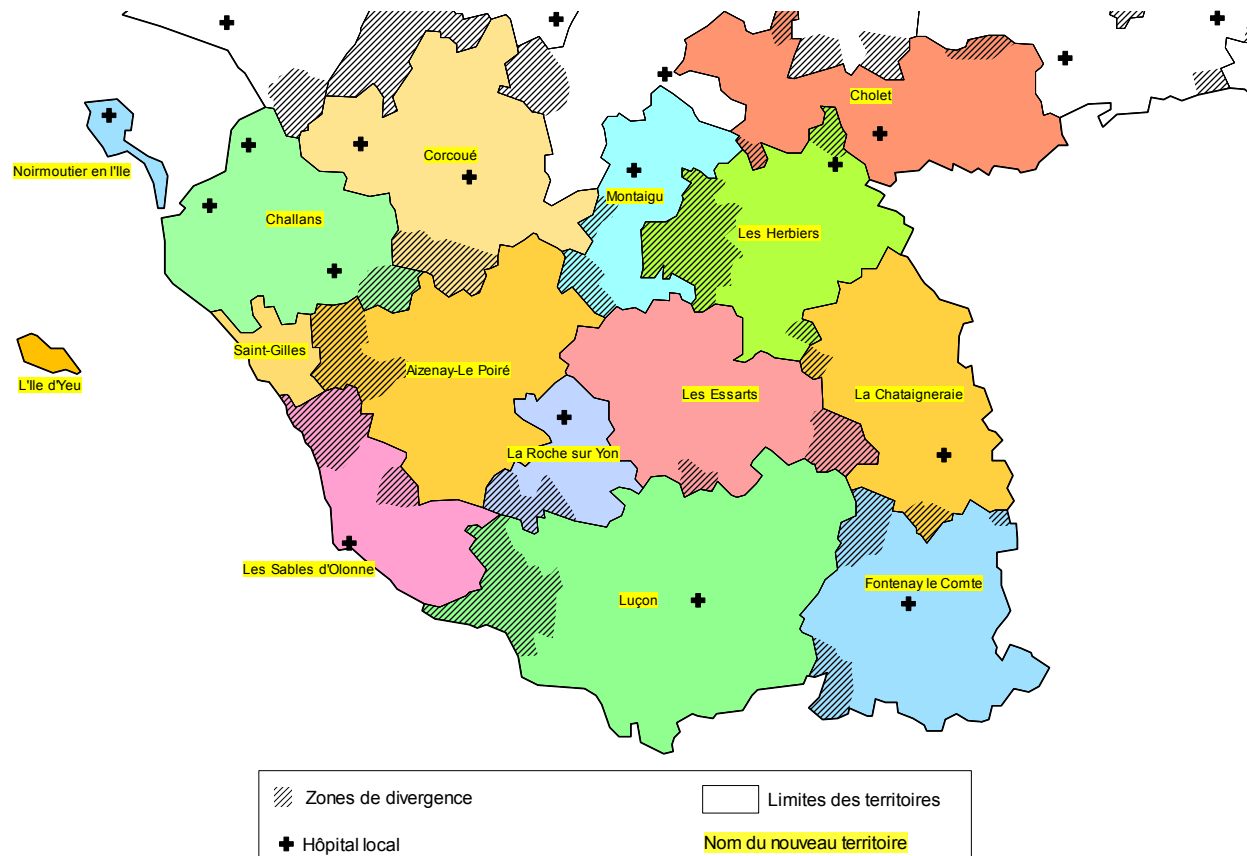 Cholet
Corcoué
Noirmoutier en l'Ile
Montaigu
Challans
Les Herbiers
Saint-Gilles
L'Ile d'Yeu
Aizenay-Le Poiré
Les Essarts
La Chataigneraie
La Roche sur Yon
Les Sables d'Olonne
Luçon
Fontenay le Comte
Zones de divergence
Limites des territoires
Hôpital local
Nom du nouveau territoire